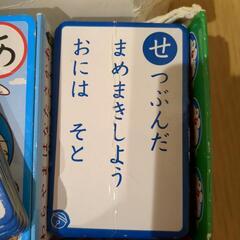 せつぶんだ
まめまきしよう
おには　そと
あ